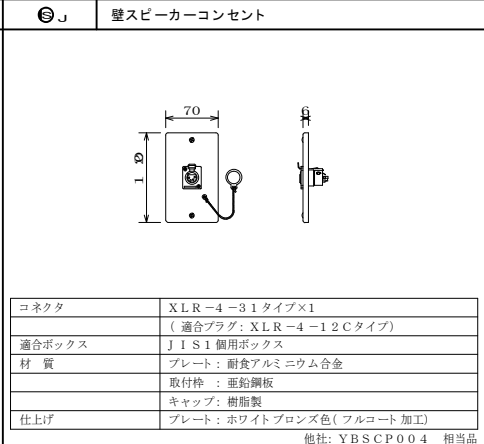 Ⓢ J 壁スピーカーコンセント
70
6
コネクタ XLR-4-31タイプ×1
(適合プラグ:XLR-4-12Cタイプ)
適合ボックス JIS1個用ボックス
材 質 プレート:耐食アルミニウム合金
取付枠 :亜鉛鋼板
キャップ:樹脂製
仕上げ プレート:ホワイトブロンズ色(フルコート加工)
他社:YBSCP004 相当品